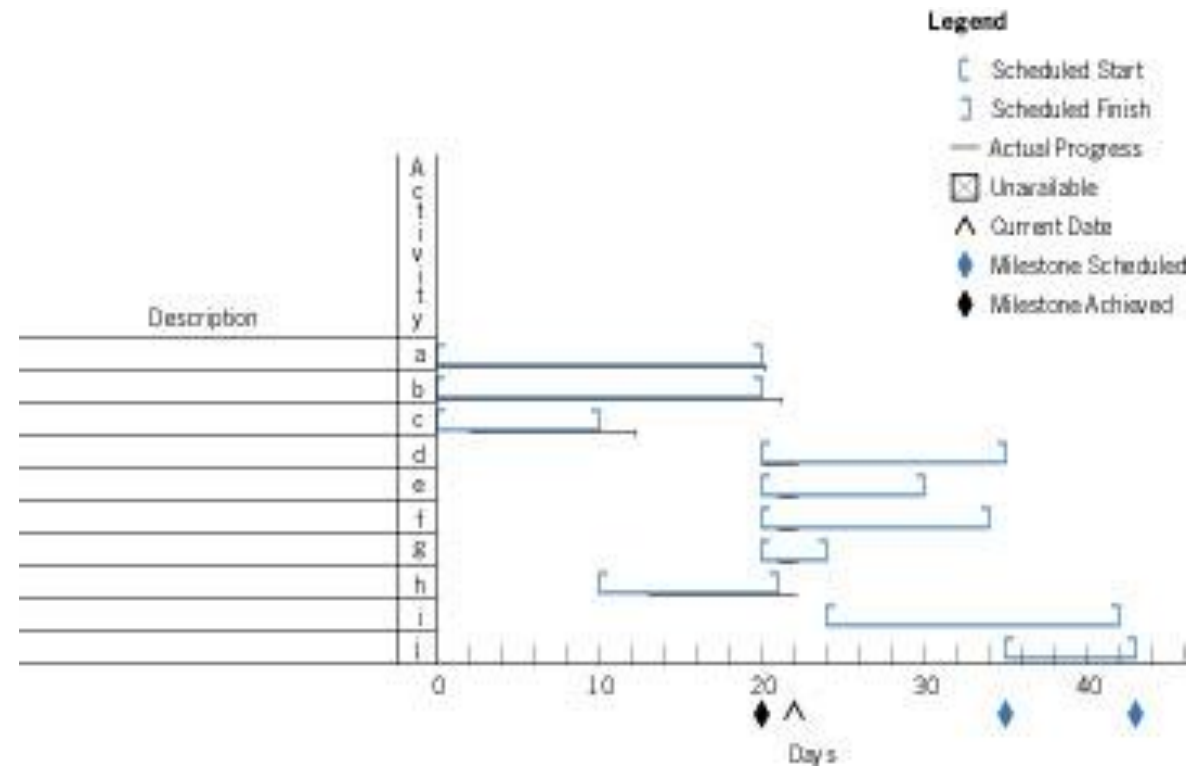 Legend
Scheduled Start
Scheduled Finish
Actual Progress
Unavailable
Current Date
Milestone Scheduled
Milestone Achieved
Activity
Description
a
b
c
d
e
f
g
h
i
j
0 10 20 30 40
Days